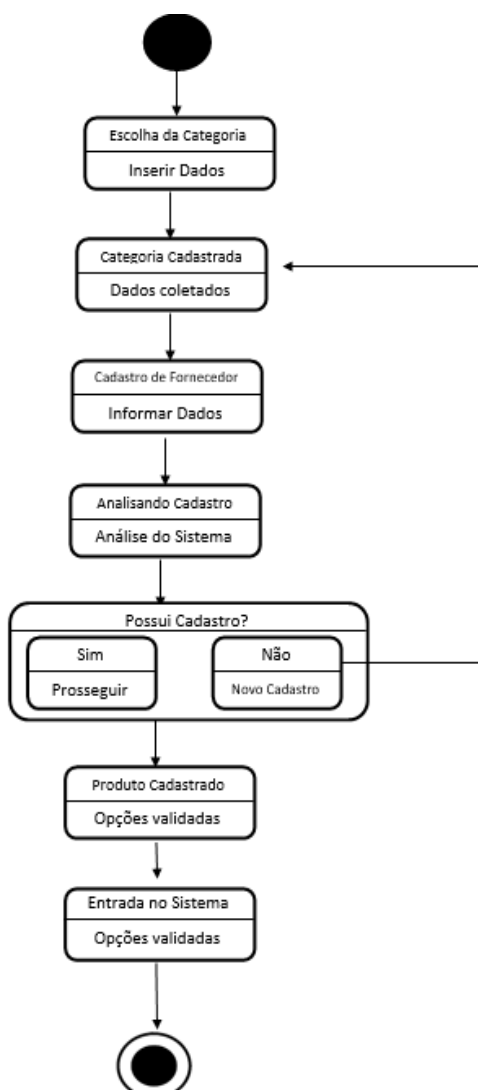 Escolha da Categoria
Inserir Dados
Categoria Cadastrada
Dados coletados
Cadastro de Fornecedor
Informar Dados
Analisando Cadastro
Análise do Sistema
Possui Cadastro?
Sim
Não
Prosseguir
Novo Cadastro
Produto Cadastrado
Opções validadas
Entrada no Sistema
Opções validadas